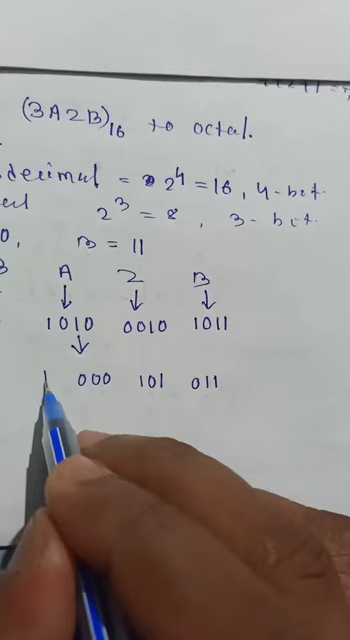 (3A2B)16 to octal.
decimal = 2^4 = 16, 4-bit.
2^3 = 8, 3-bit.
B = 11
A 2 B
↓ ↓ ↓
1010 0010 1011
↓
1 000 101 011